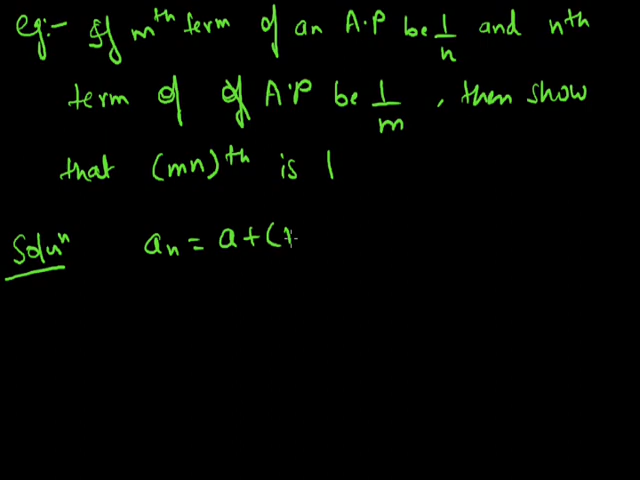 eg:- If mᵗʰ term of an A.P be 1/n and nth
term of of A.P be 1/m, then show
that (mn)ᵗʰ is 1
Soluⁿ aₙ = a + (